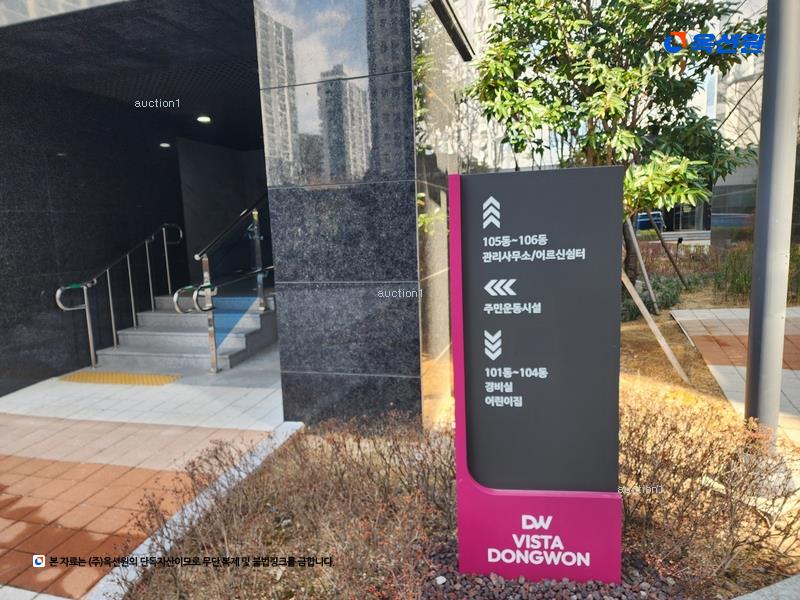 옥션원
auction1
105동~106동
관리사무소/어르신쉼터
auction1
주민운동시설
101동~104동
경비실
어린이집
auction1
DW
VISTA
DONGWON
본 자료는 (주)옥션원의 단독자산이므로 무단 복제 및 불법링크를 금합니다.